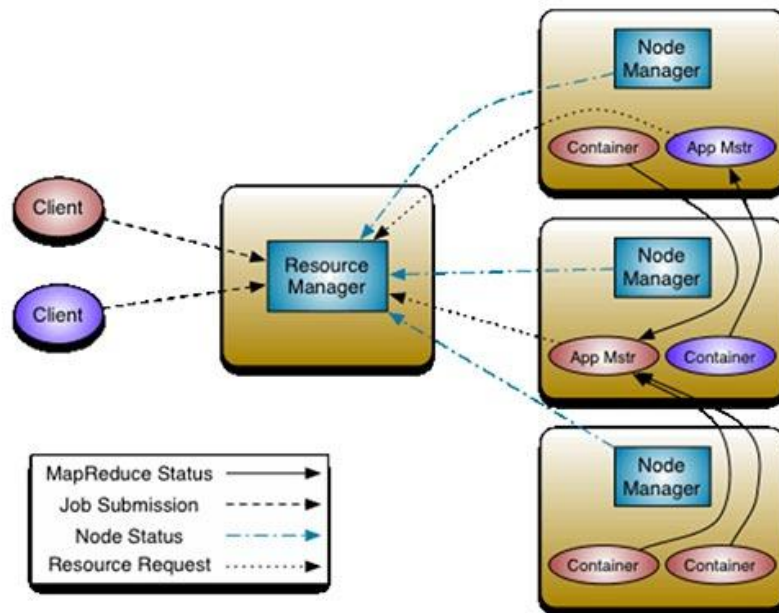 Node
Manager
Container
App Mstr
Client
Resource
Manager
Client
Node
Manager
App Mstr
Container
Node
Manager
Container
Container
MapReduce Status
Job Submission
Node Status
Resource Request